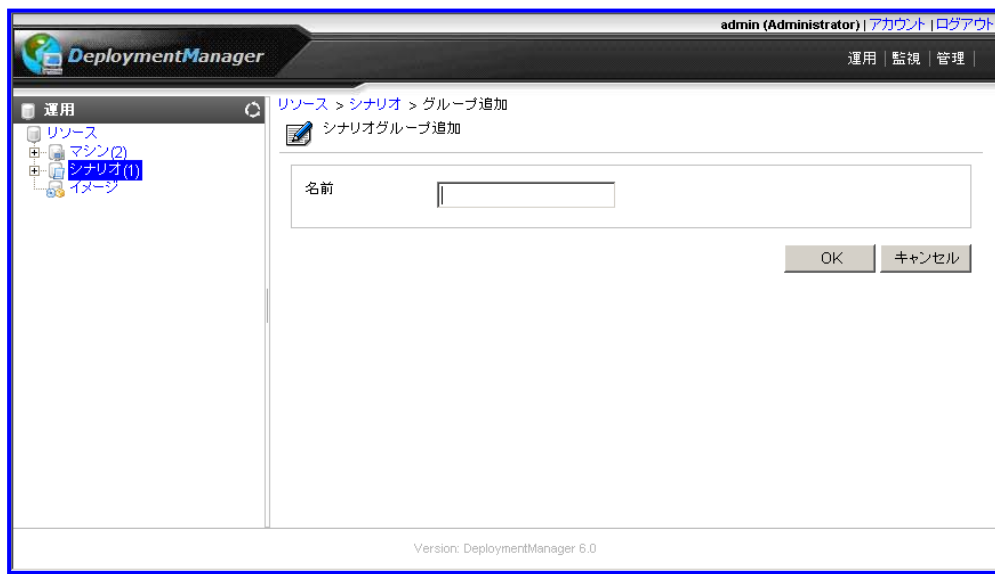 admin (Administrator) | アカウント | ログアウト
DeploymentManager
運用 | 監視 | 管理 |
運用
リソース
マシン(2)
シナリオ(1)
イメージ
リソース > シナリオ > グループ追加
シナリオグループ追加
名前
OK キャンセル
Version: DeploymentManager 6.0